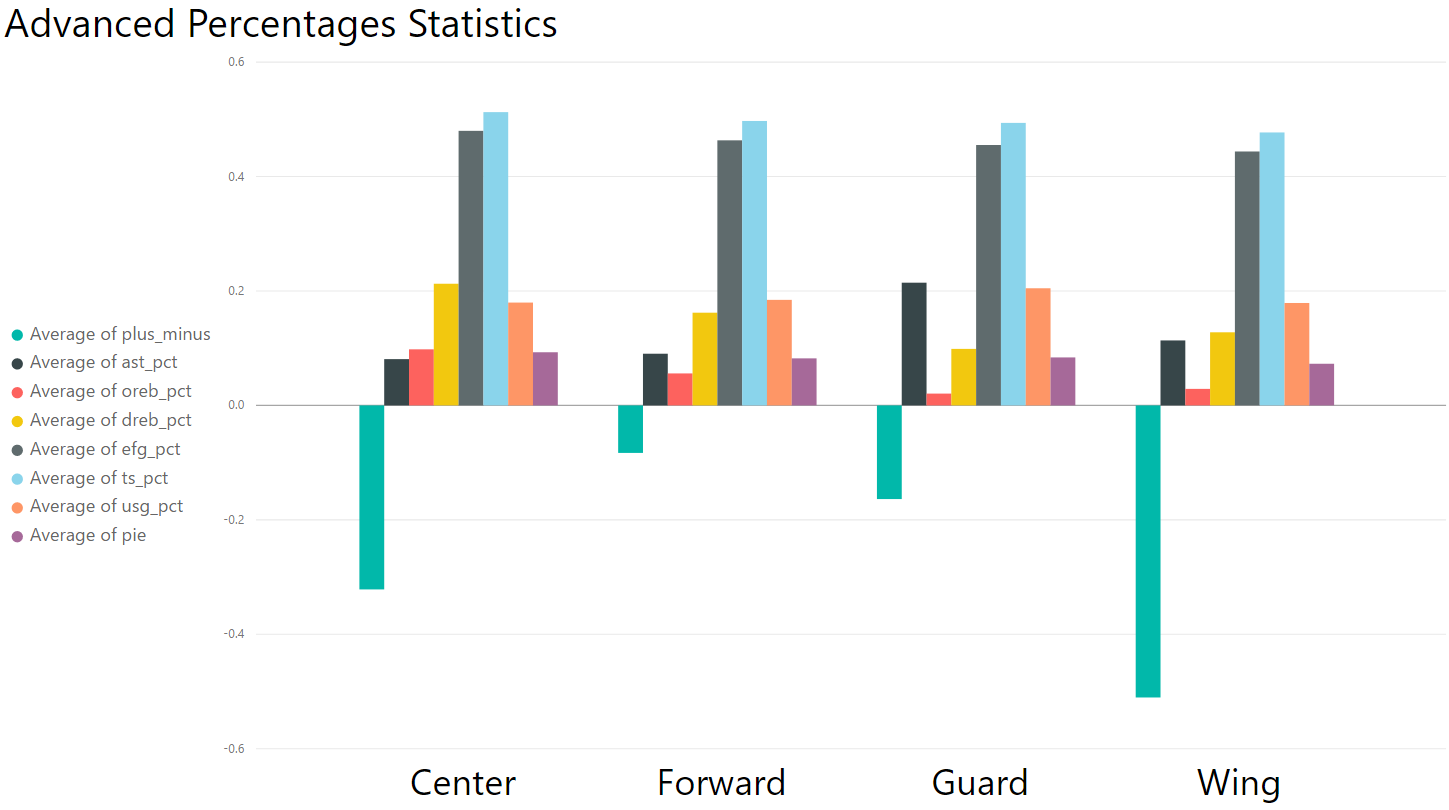 Advanced Percentages Statistics
0.6
0.4
0.2
0.0
-0.2
-0.4
-0.6
Average of plus_minus
Average of ast_pct
Average of oreb_pct
Average of dreb_pct
Average of efg_pct
Average of ts_pct
Average of usg_pct
Average of pie
Center Forward Guard Wing